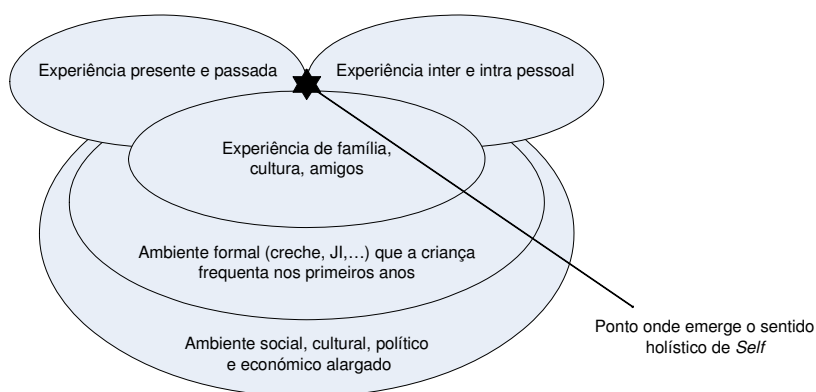 Experiência presente e passada
Experiência inter e intra pessoal
Experiência de família,
cultura, amigos
Ambiente formal (creche, JI,…) que a criança
frequenta nos primeiros anos
Ambiente social, cultural, político
e económico alargado
Ponto onde emerge o sentido
holístico de Self